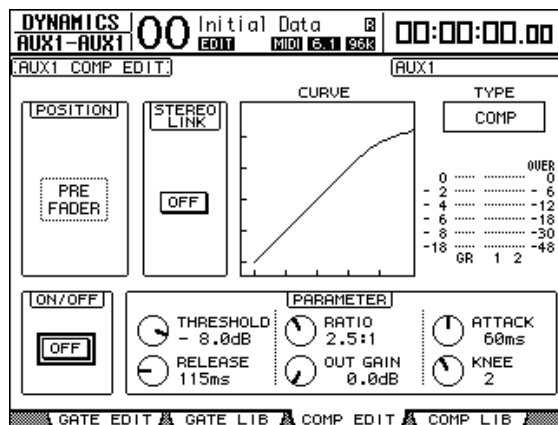 DYNAMICS
AUX1-AUX1
00
Initial Data
R
EDIT
MIDI
6.1
96k
00:00:00.00
AUX1 COMP EDIT
AUX1
POSITION
PRE
FADER
STEREO
LINK
OFF
CURVE
TYPE
COMP
OVER
0
0
- 2
- 6
- 4
-12
- 6
-18
- 8
-30
-18
-48
GR
1 2
ON/OFF
OFF
PARAMETER
THRESHOLD
- 8.0dB
RATIO
2.5:1
ATTACK
60ms
RELEASE
115ms
OUT GAIN
0.0dB
KNEE
2
GATE EDIT
GATE LIB
COMP EDIT
COMP LIB